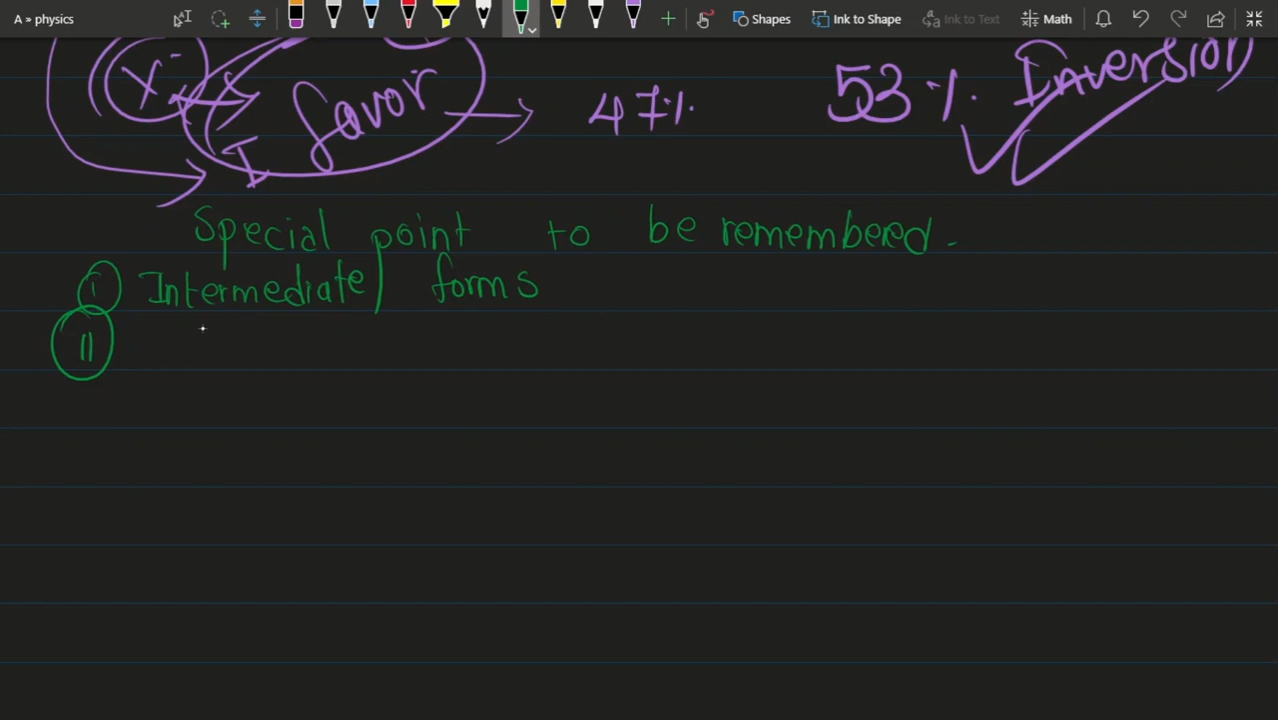 A » physics
Shapes
Ink to Shape
Ink to Text
Math
X⁻
favor
47%
53% Inversion
I
Special point to be remembered.
i Intermediate forms
II